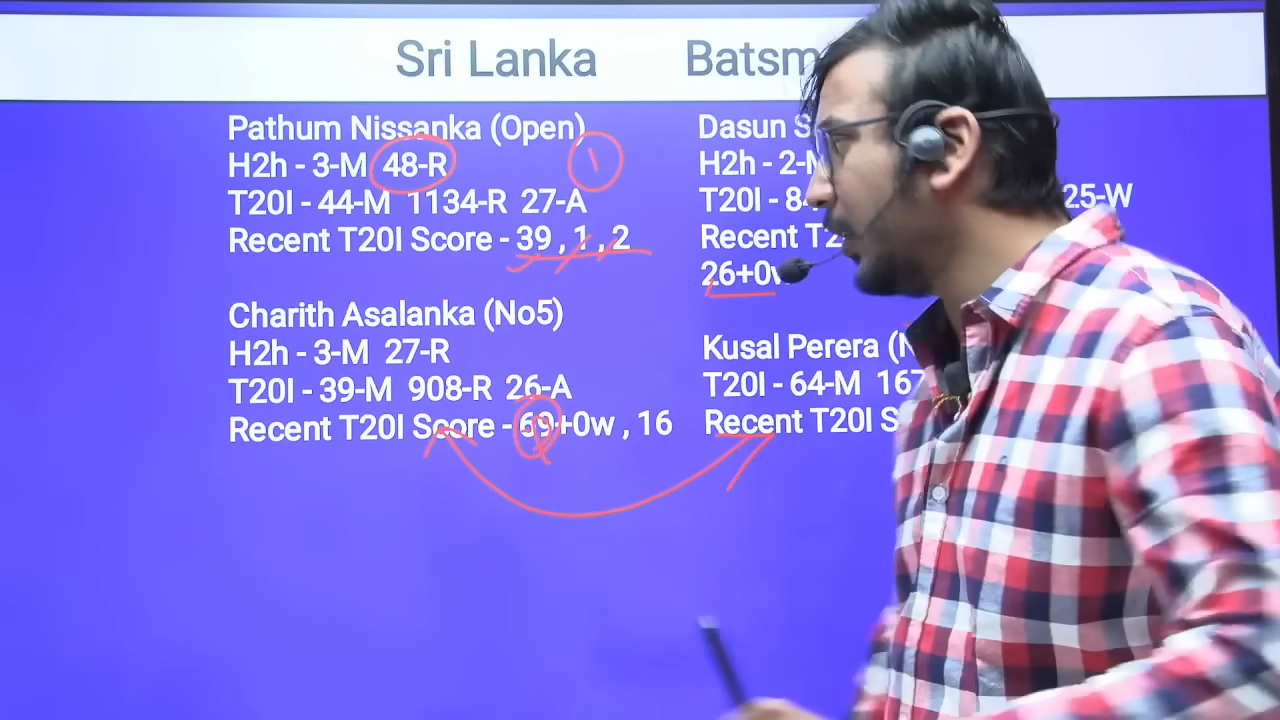 Sri Lanka Batsm
Pathum Nissanka (Open)
H2h - 3-M 48-R
T20I - 44-M 1134-R 27-A
Recent T20I Score - 39 , 1 , 2
Charith Asalanka (No5)
H2h - 3-M 27-R
T20I - 39-M 908-R 26-A
Recent T20I Score - 69+0w , 16
Dasun S
H2h - 2-M
T20I - 84 25-W
Recent T2
26+0w
Kusal Perera (N
T20I - 64-M 167
Recent T20I S